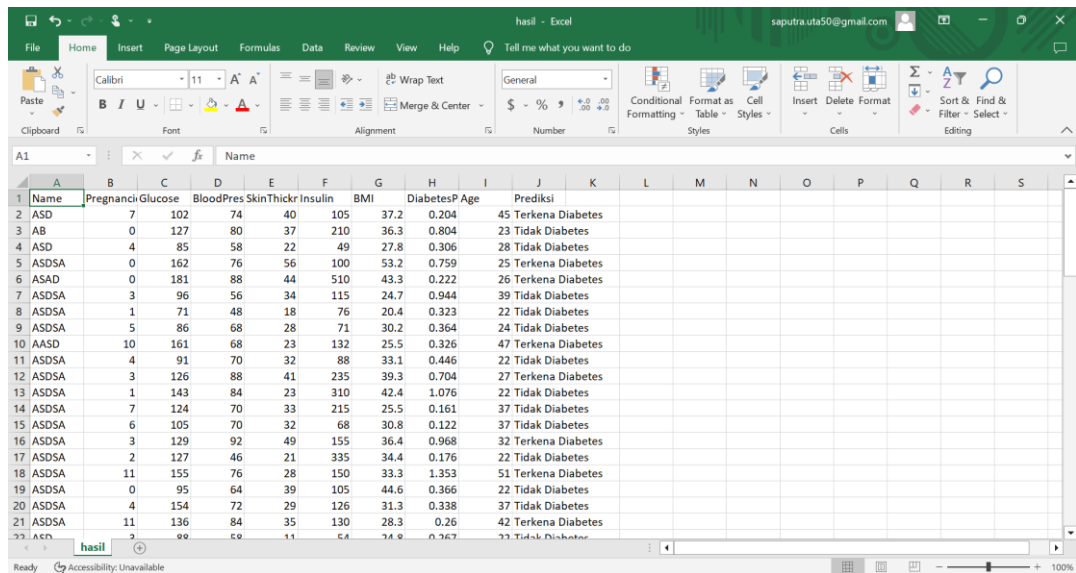 hasil - Excel
saputra.uta50@gmail.com
File Home Insert Page Layout Formulas Data Review View Help Tell me what you want to do
Paste
Calibri 11 A A
B I U A
Wrap Text
Merge & Center
General
$ % ,
Conditional Formatting
Format as Table
Cell Styles
Insert Delete Format
Sort & Filter
Find & Select
Clipboard Font Alignment Number Styles Cells Editing
A1 fx Name
A B C D E F G H I J K L M N O P Q R S
1 Name Pregnanci Glucose BloodPres SkinThickr Insulin BMI DiabetesP Age Prediksi
2 ASD 7 102 74 40 105 37.2 0.204 45 Terkena Diabetes
3 AB 0 127 80 37 210 36.3 0.804 23 Tidak Diabetes
4 ASD 4 85 58 22 49 27.8 0.306 28 Tidak Diabetes
5 ASDSA 0 162 76 56 100 53.2 0.759 25 Terkena Diabetes
6 ASAD 0 181 88 44 510 43.3 0.222 26 Terkena Diabetes
7 ASDSA 3 96 56 34 115 24.7 0.944 39 Tidak Diabetes
8 ASDSA 1 71 48 18 76 20.4 0.323 22 Tidak Diabetes
9 ASDSA 5 86 68 28 71 30.2 0.364 24 Tidak Diabetes
10 AASD 10 161 68 23 132 25.5 0.326 47 Terkena Diabetes
11 ASDSA 4 91 70 32 88 33.1 0.446 22 Tidak Diabetes
12 ASDSA 3 126 88 41 235 39.3 0.704 27 Terkena Diabetes
13 ASDSA 1 143 84 23 310 42.4 1.076 22 Tidak Diabetes
14 ASDSA 7 124 70 33 215 25.5 0.161 37 Tidak Diabetes
15 ASDSA 6 105 70 32 68 30.8 0.122 37 Tidak Diabetes
16 ASDSA 3 129 92 49 155 36.4 0.968 32 Terkena Diabetes
17 ASDSA 2 127 46 21 335 34.4 0.176 22 Tidak Diabetes
18 ASDSA 11 155 76 28 150 33.3 1.353 51 Terkena Diabetes
19 ASDSA 0 95 64 39 105 44.6 0.366 22 Tidak Diabetes
20 ASDSA 4 154 72 29 126 31.3 0.338 37 Tidak Diabetes
21 ASDSA 11 136 84 35 130 28.3 0.26 42 Terkena Diabetes
22 ASD 88 58 11 54 24.8 0.267 22 Tidak Diabetes
hasil
Ready Accessibility: Unavailable 100%